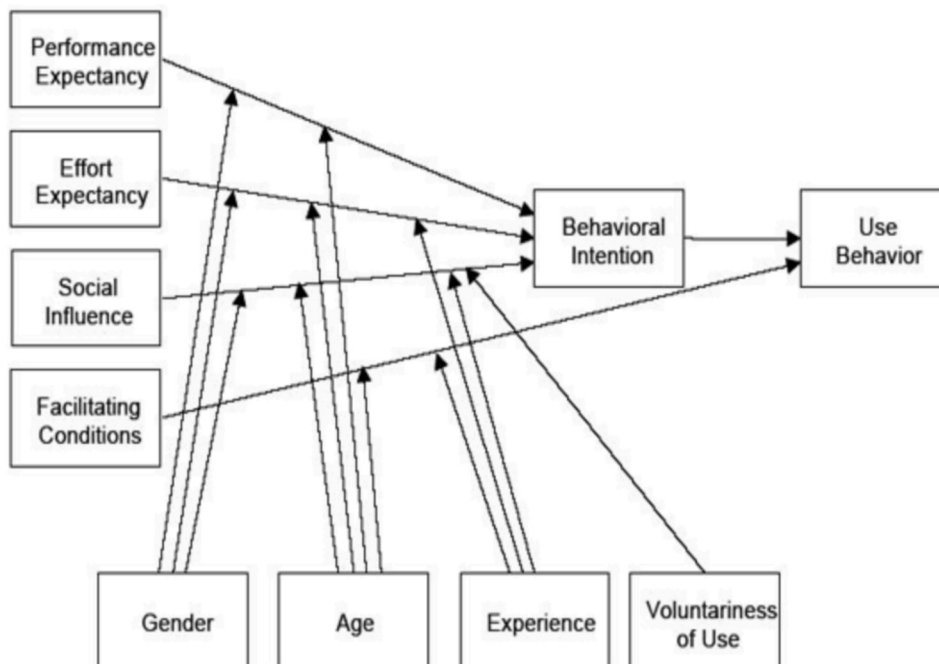 Performance
Expectancy
Effort
Expectancy
Social
Influence
Facilitating
Conditions
Behavioral
Intention
Use
Behavior
Gender
Age
Experience
Voluntariness
of Use